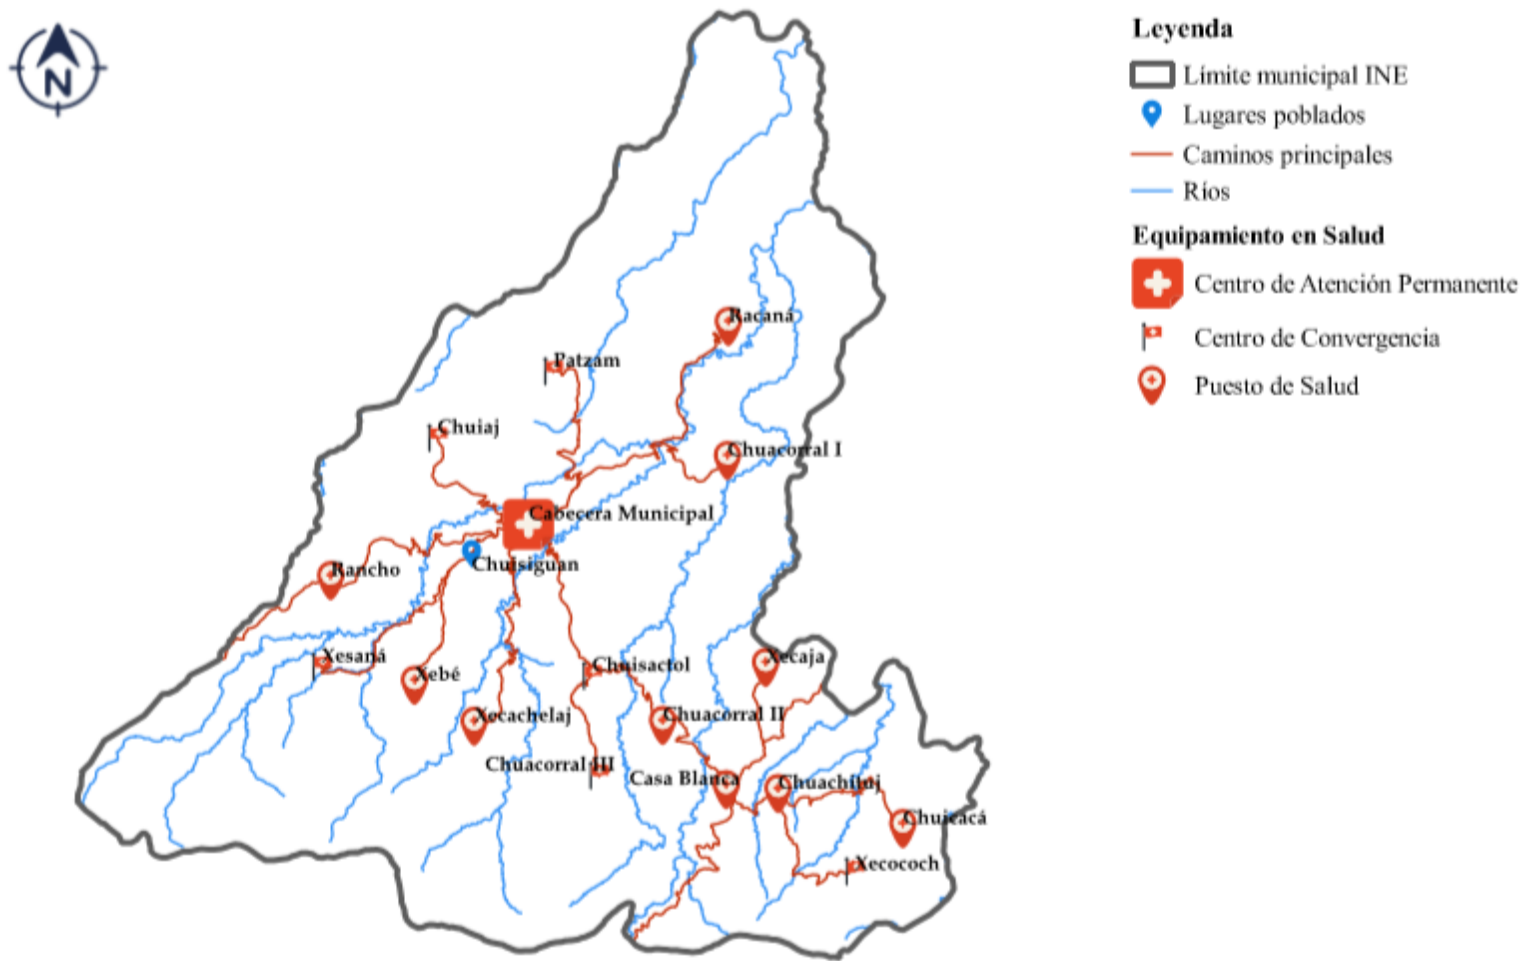 N
Leyenda
Límite municipal INE
Lugares poblados
Caminos principales
Ríos
Equipamiento en Salud
Centro de Atención Permanente
Centro de Convergencia
Puesto de Salud
Racaná
Patzam
Chuiaj
Chuacorral I
Cabecera Municipal
Chuisiguan
Rancho
Xesaná
Xebé
Chuisactol
Xecaja
Xecachelaj
Chuacorral II
Chuacorral III
Casa Blanca
Chuachituj
Chuicacá
Xecococh